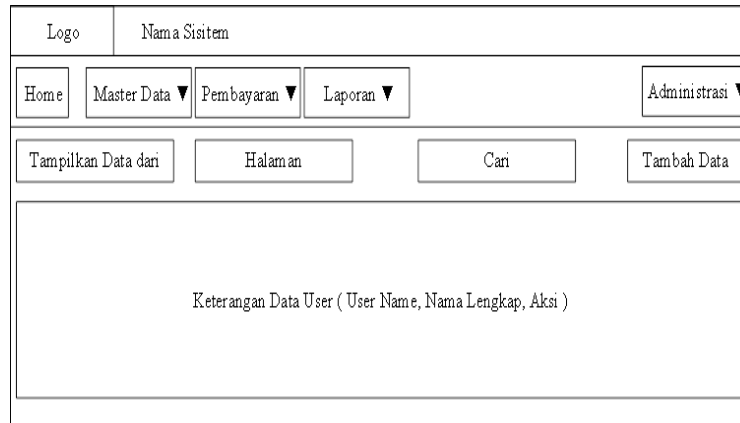 Logo Nama Sisitem
Home Master Data ▼ Pembayaran ▼ Laporan ▼ Administrasi ▼
Tampilkan Data dari Halaman Cari Tambah Data
Keterangan Data User ( User Name, Nama Lengkap, Aksi )